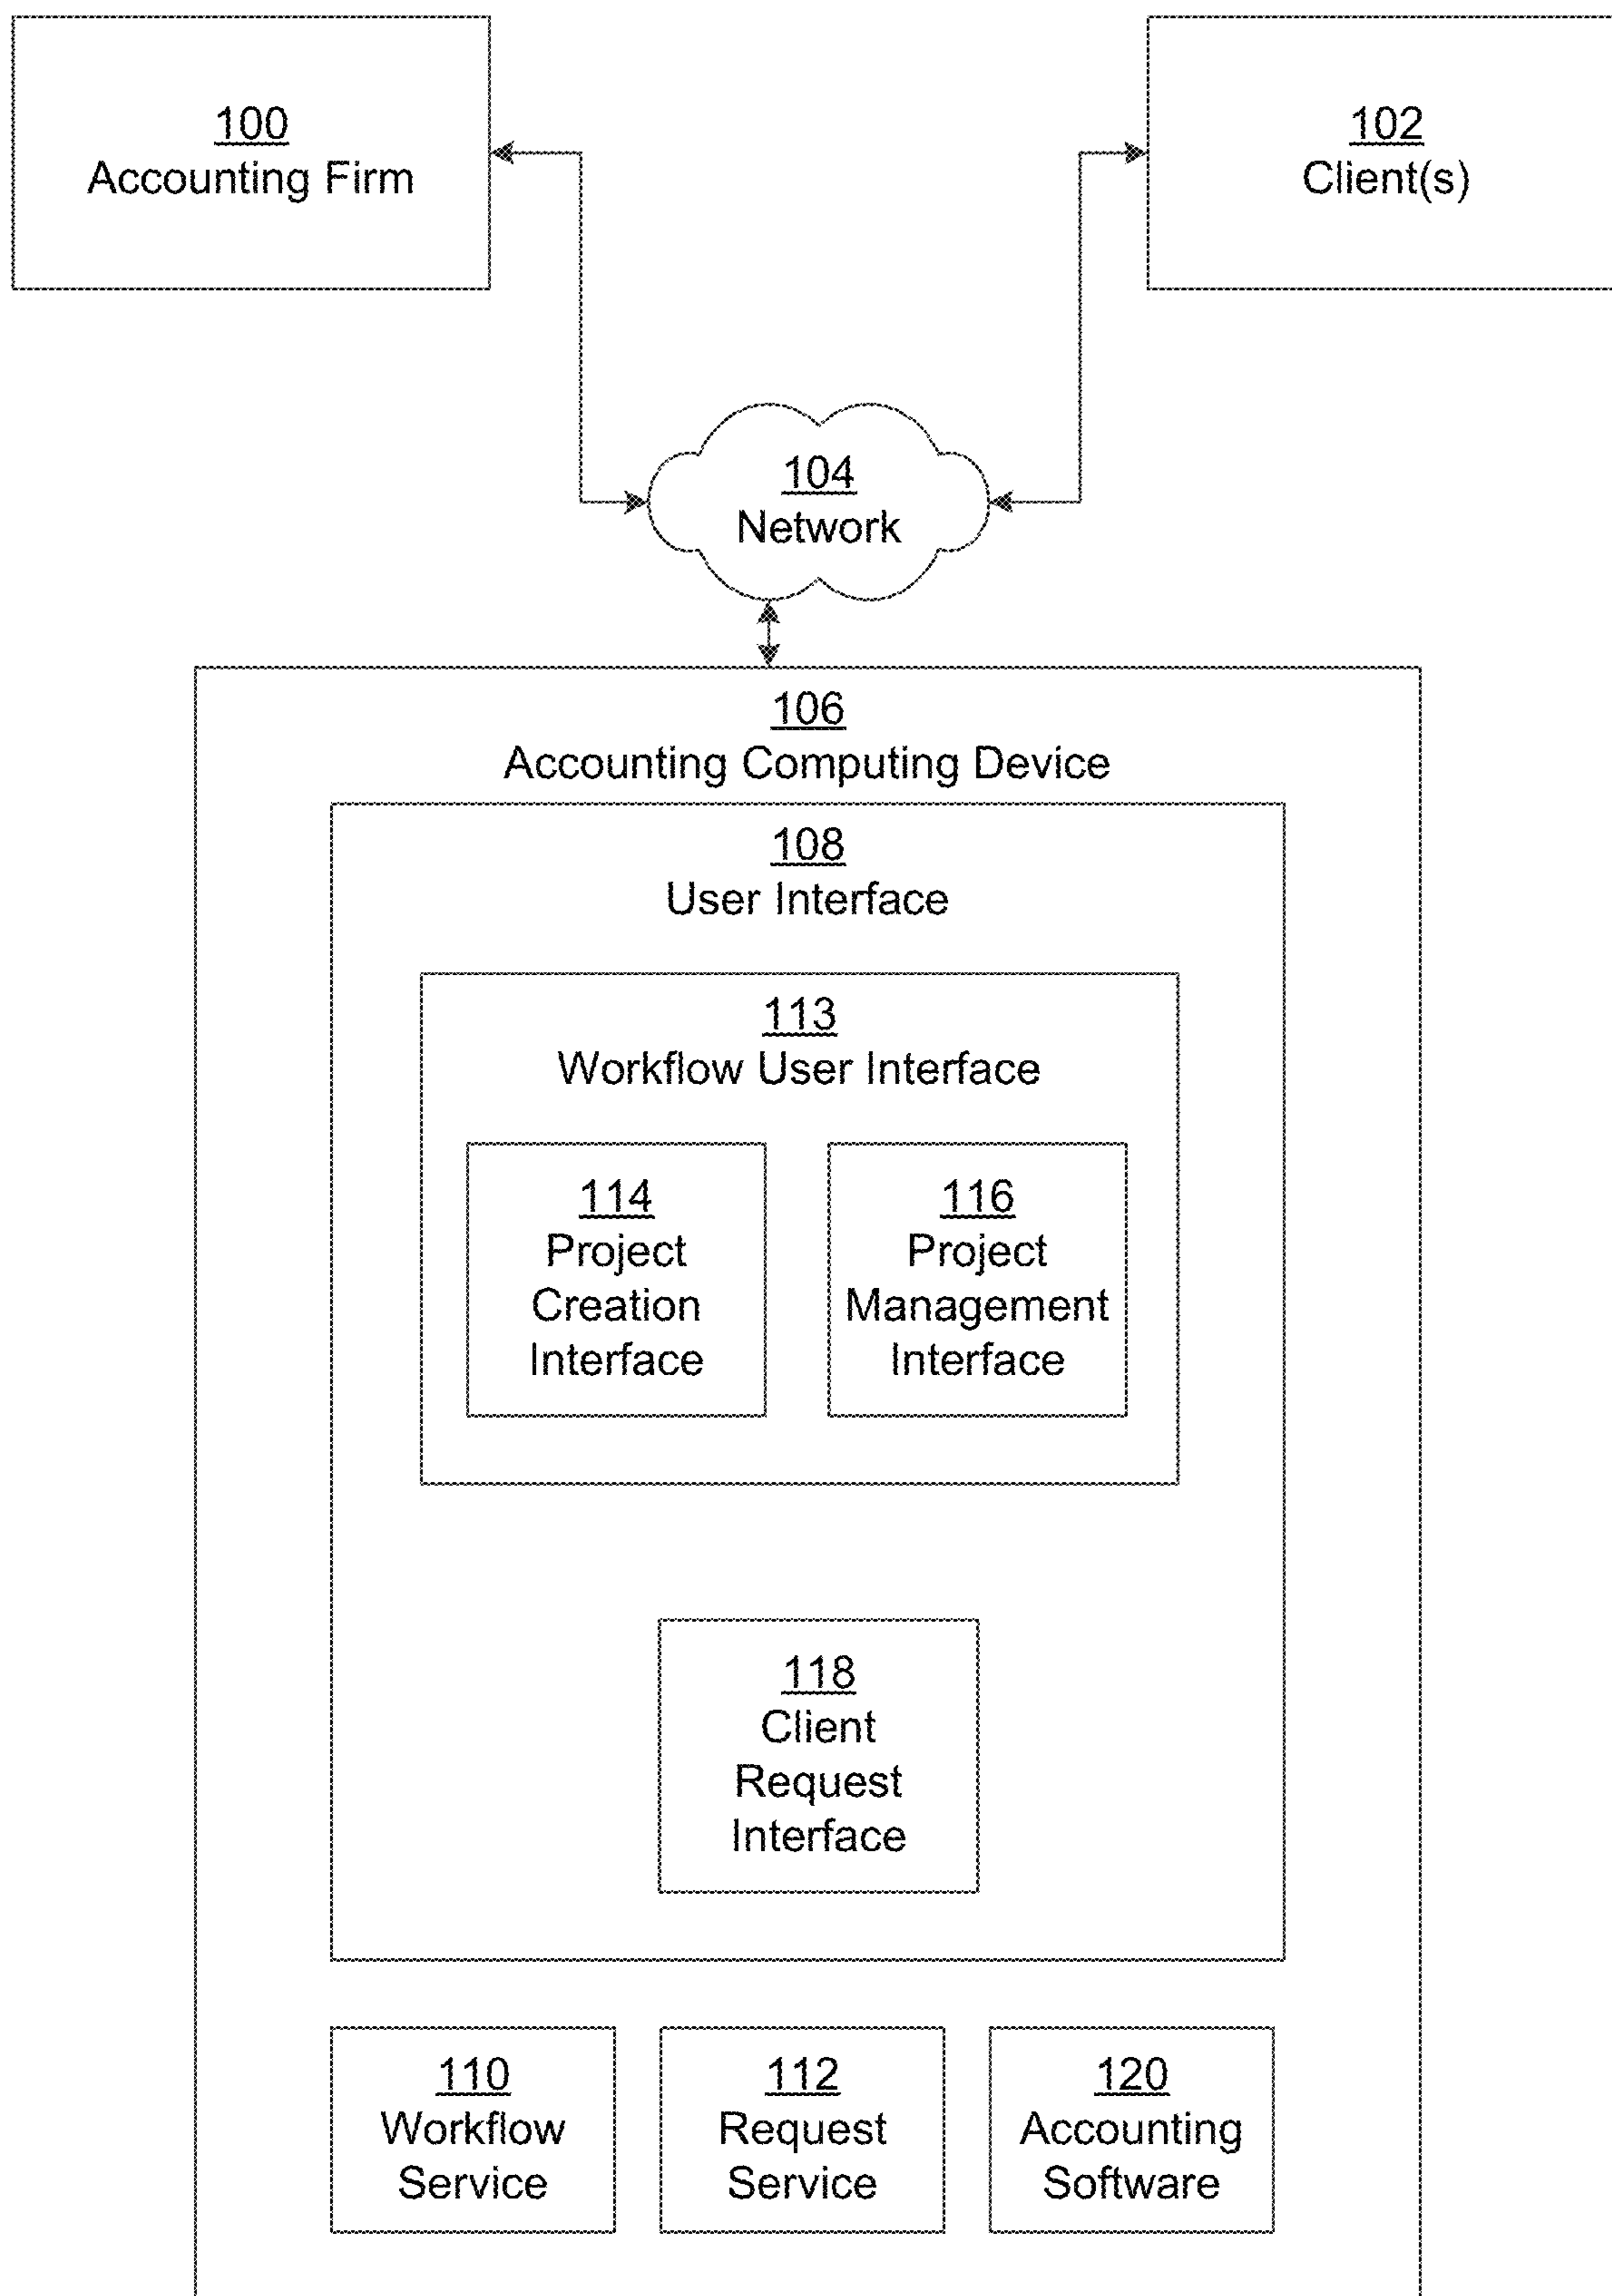 100
Accounting Firm
102
Client(s)
104
Network
106
Accounting Computing Device
108
User Interface
113
Workflow User Interface
114
Project
Creation
Interface
116
Project
Management
Interface
118
Client
Request
Interface
110
Workflow
Service
112
Request
Service
120
Accounting
Software